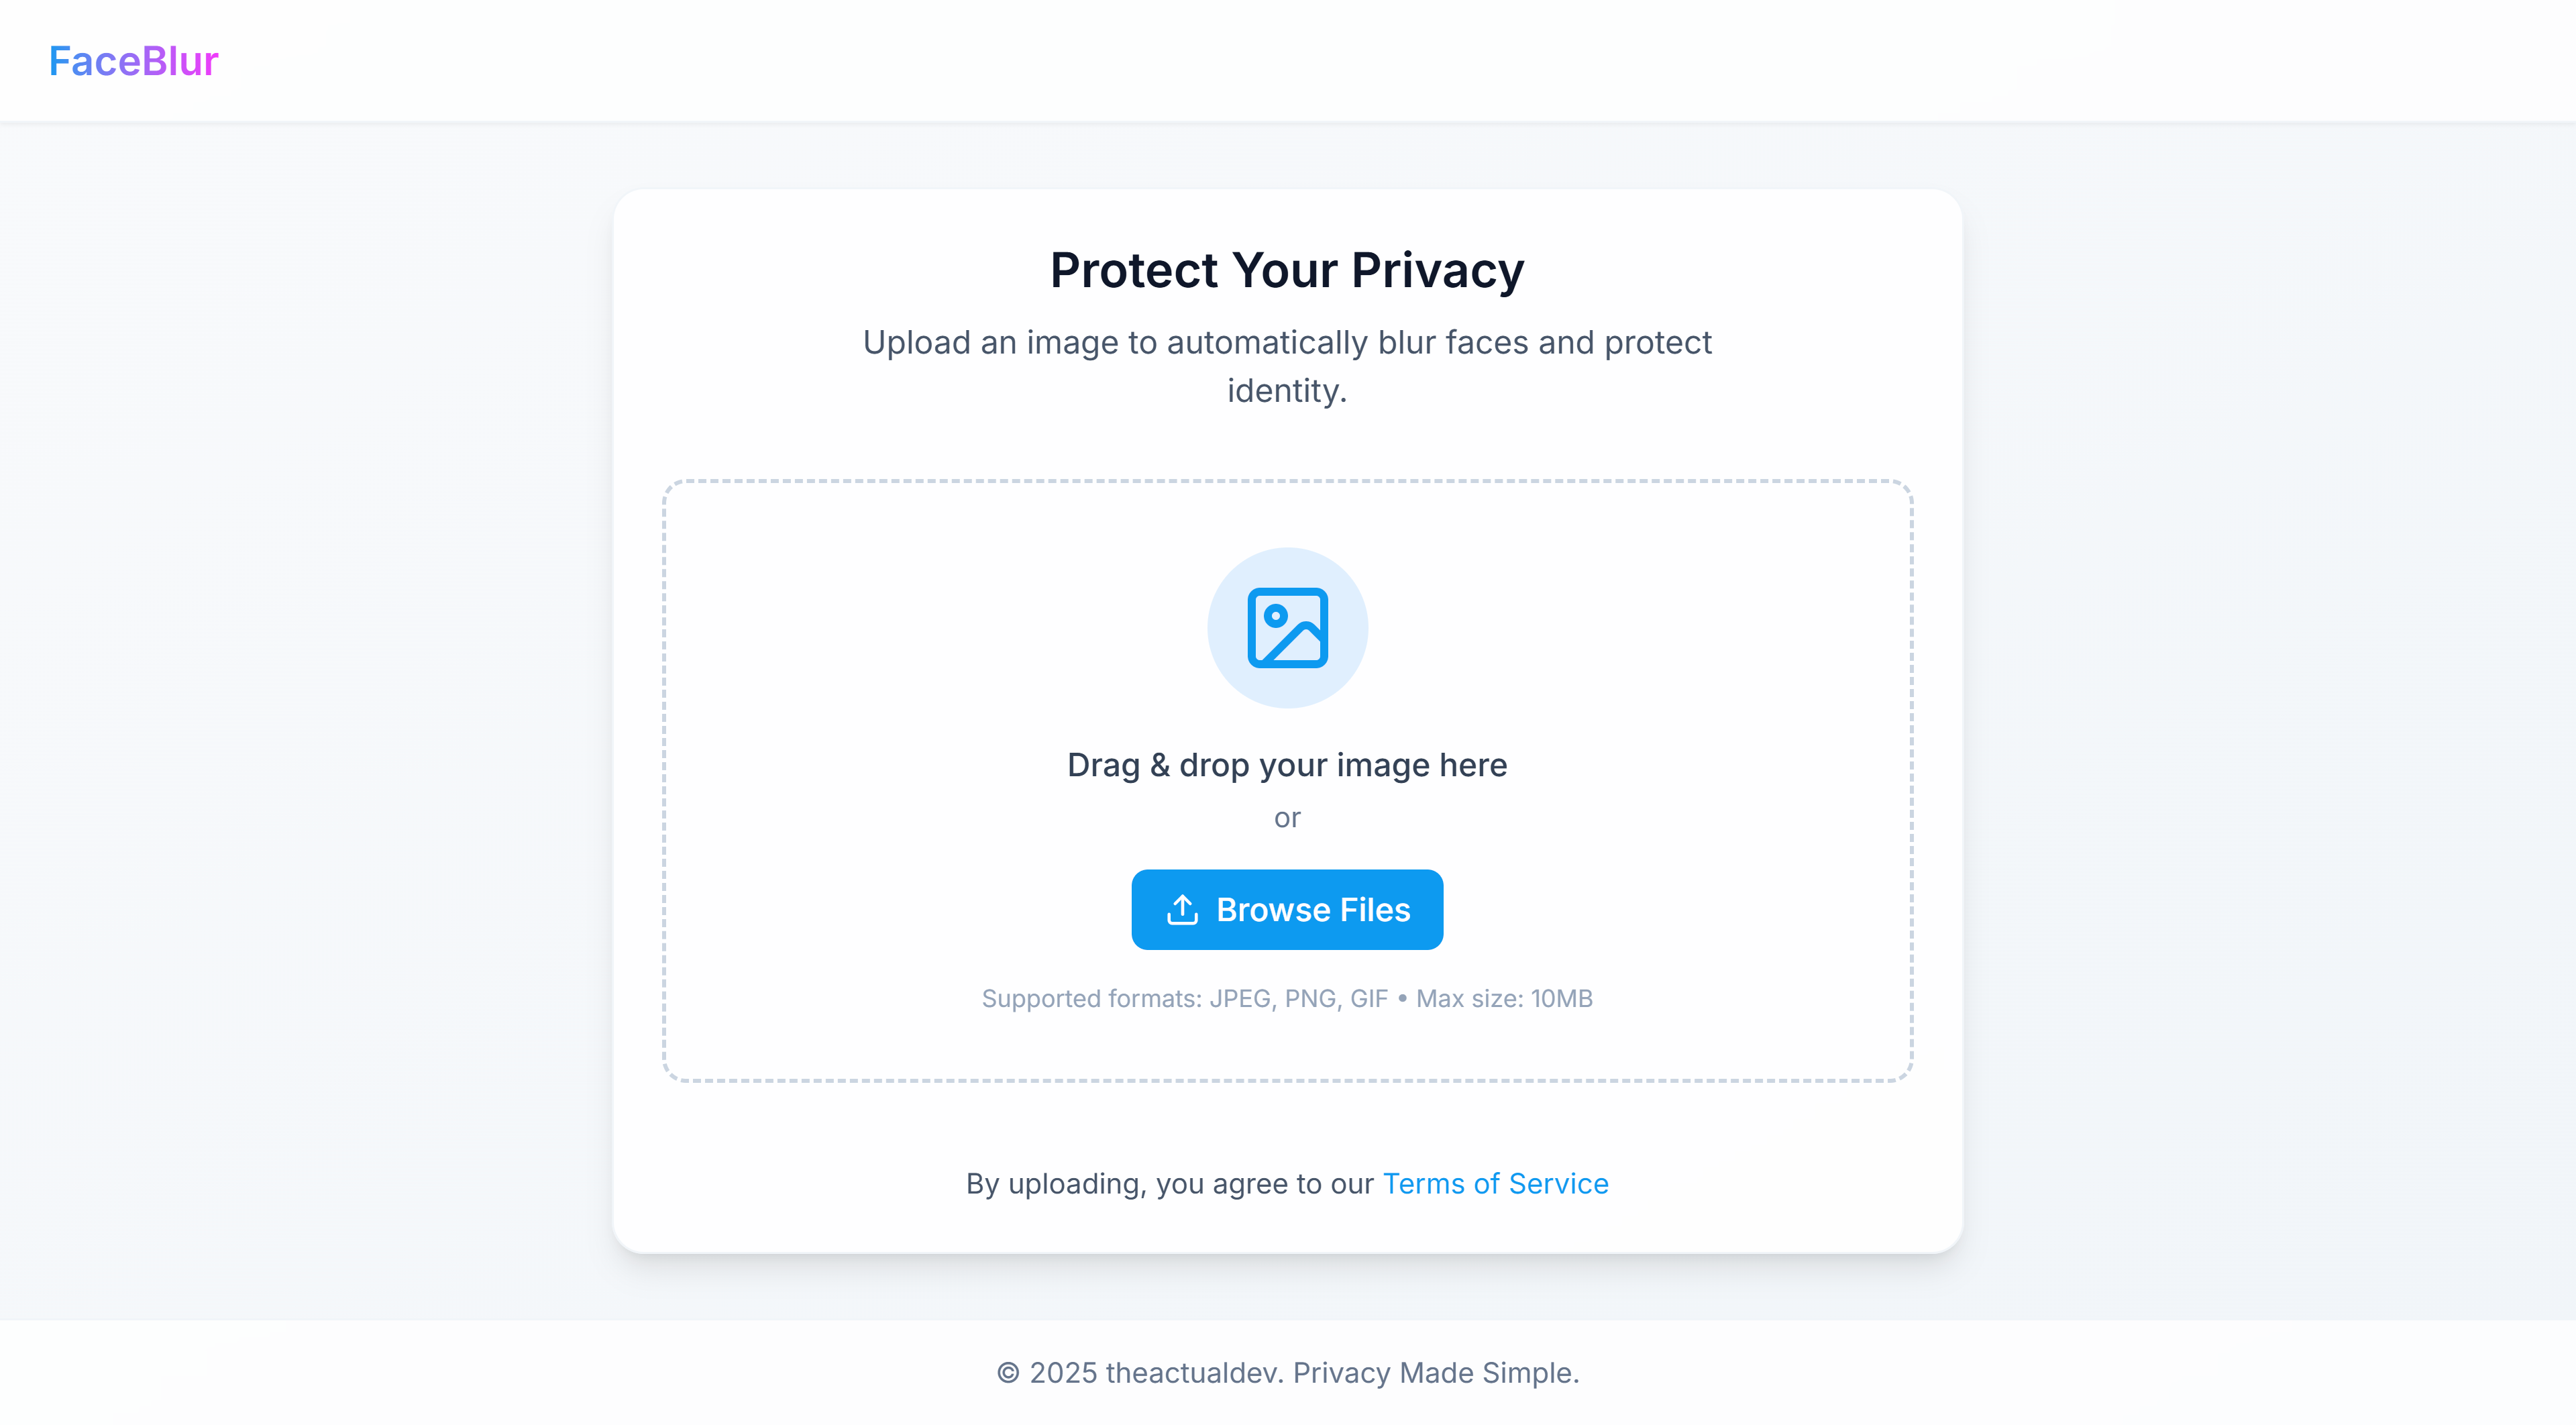 FaceBlur
Protect Your Privacy
Upload an image to automatically blur faces and protect
identity.
Drag & drop your image here
or
Browse Files
Supported formats: JPEG, PNG, GIF • Max size: 10MB
By uploading, you agree to our Terms of Service
© 2025 theactualdev. Privacy Made Simple.